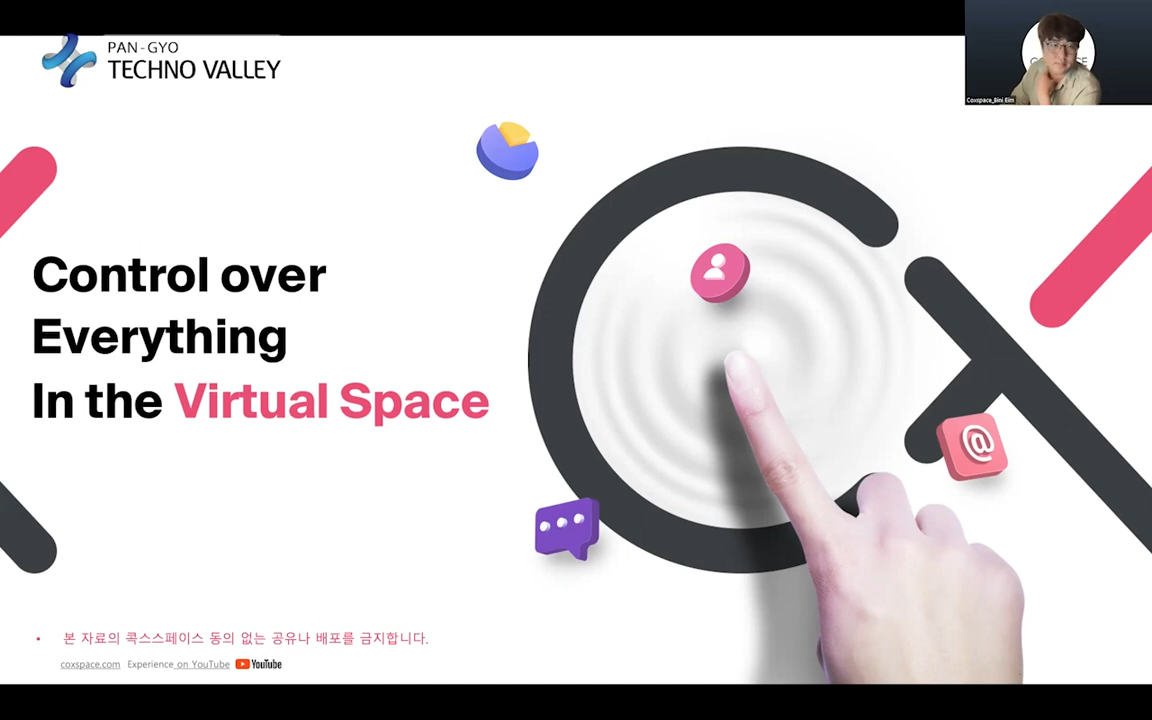 PAN-GYO
TECHNO VALLEY
Coxspace_Bini Eim
Control over
Everything
In the Virtual Space
@
• 본 자료의 콕스스페이스 동의 없는 공유나 배포를 금지합니다.
coxspace.com Experience on YouTube YouTube